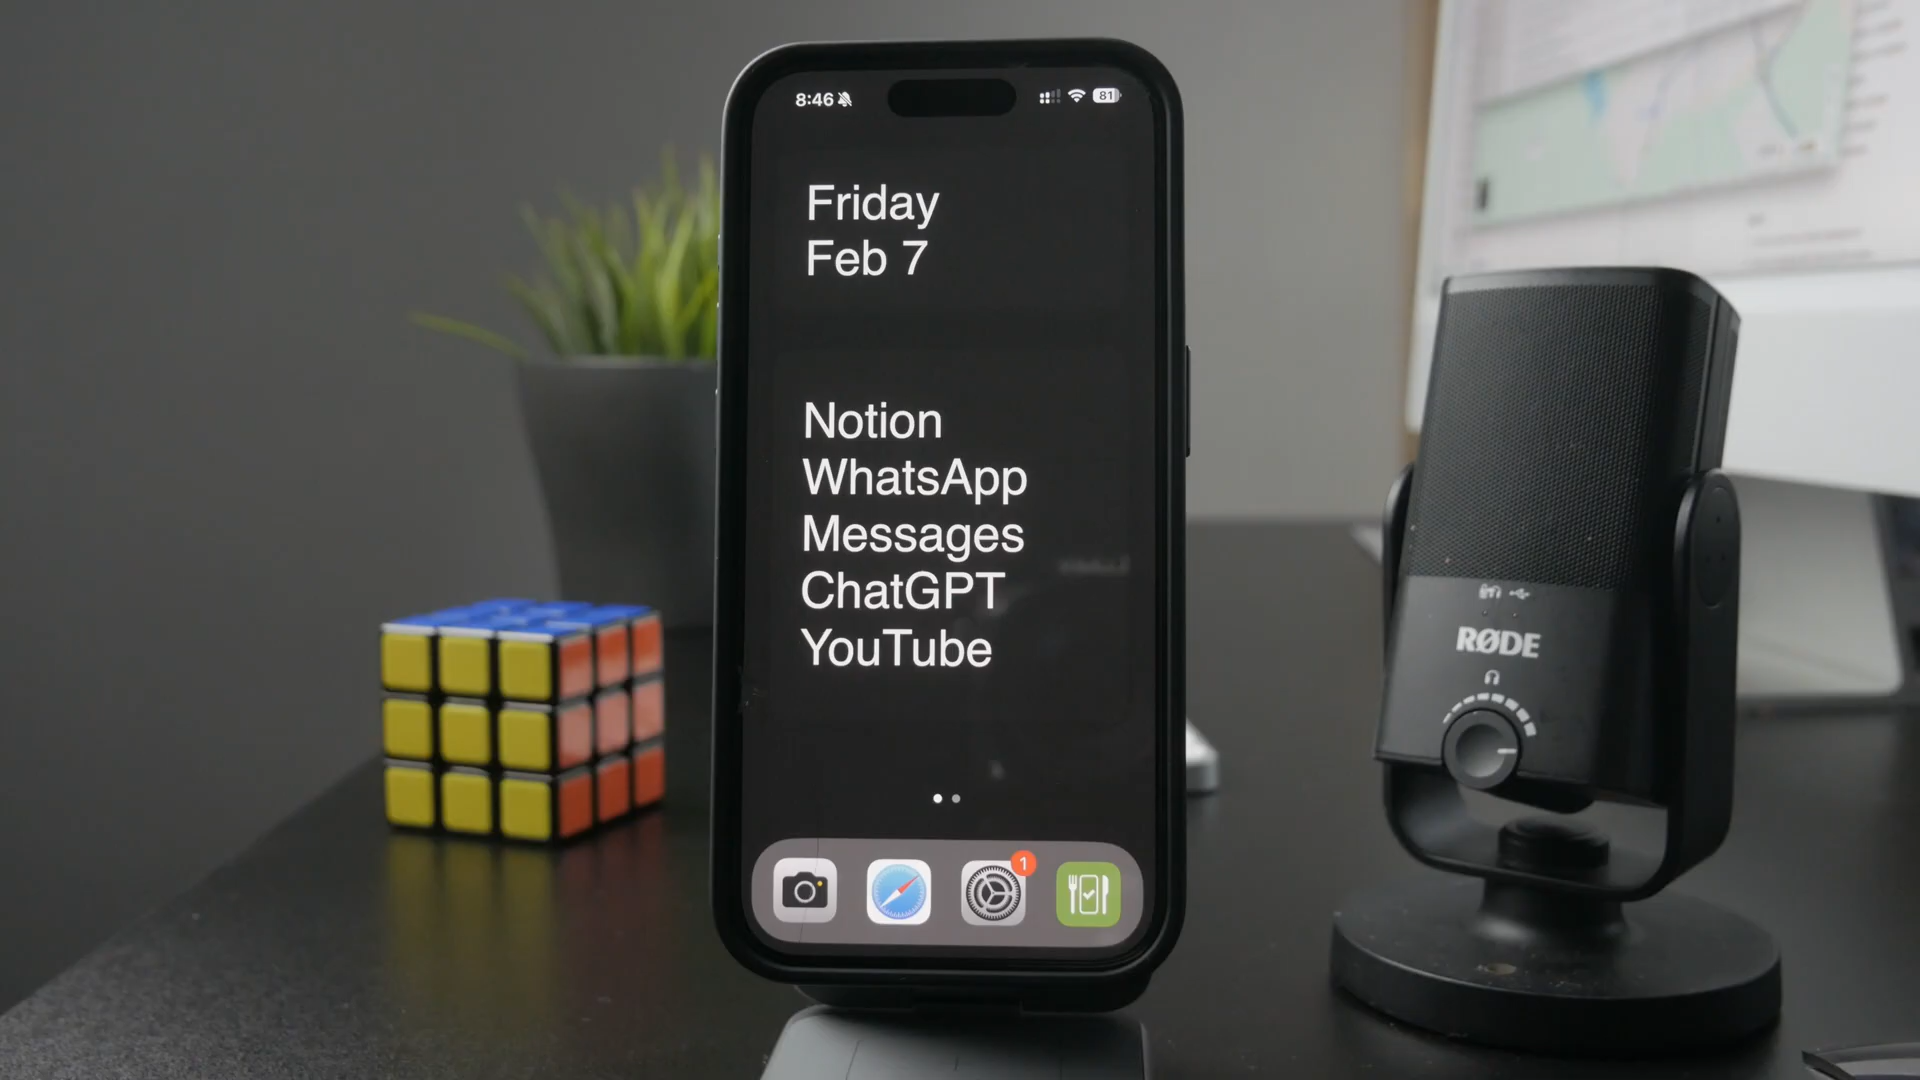 8:46
81
Friday
Feb 7
Notion
WhatsApp
Messages
ChatGPT
YouTube
1
RØDE